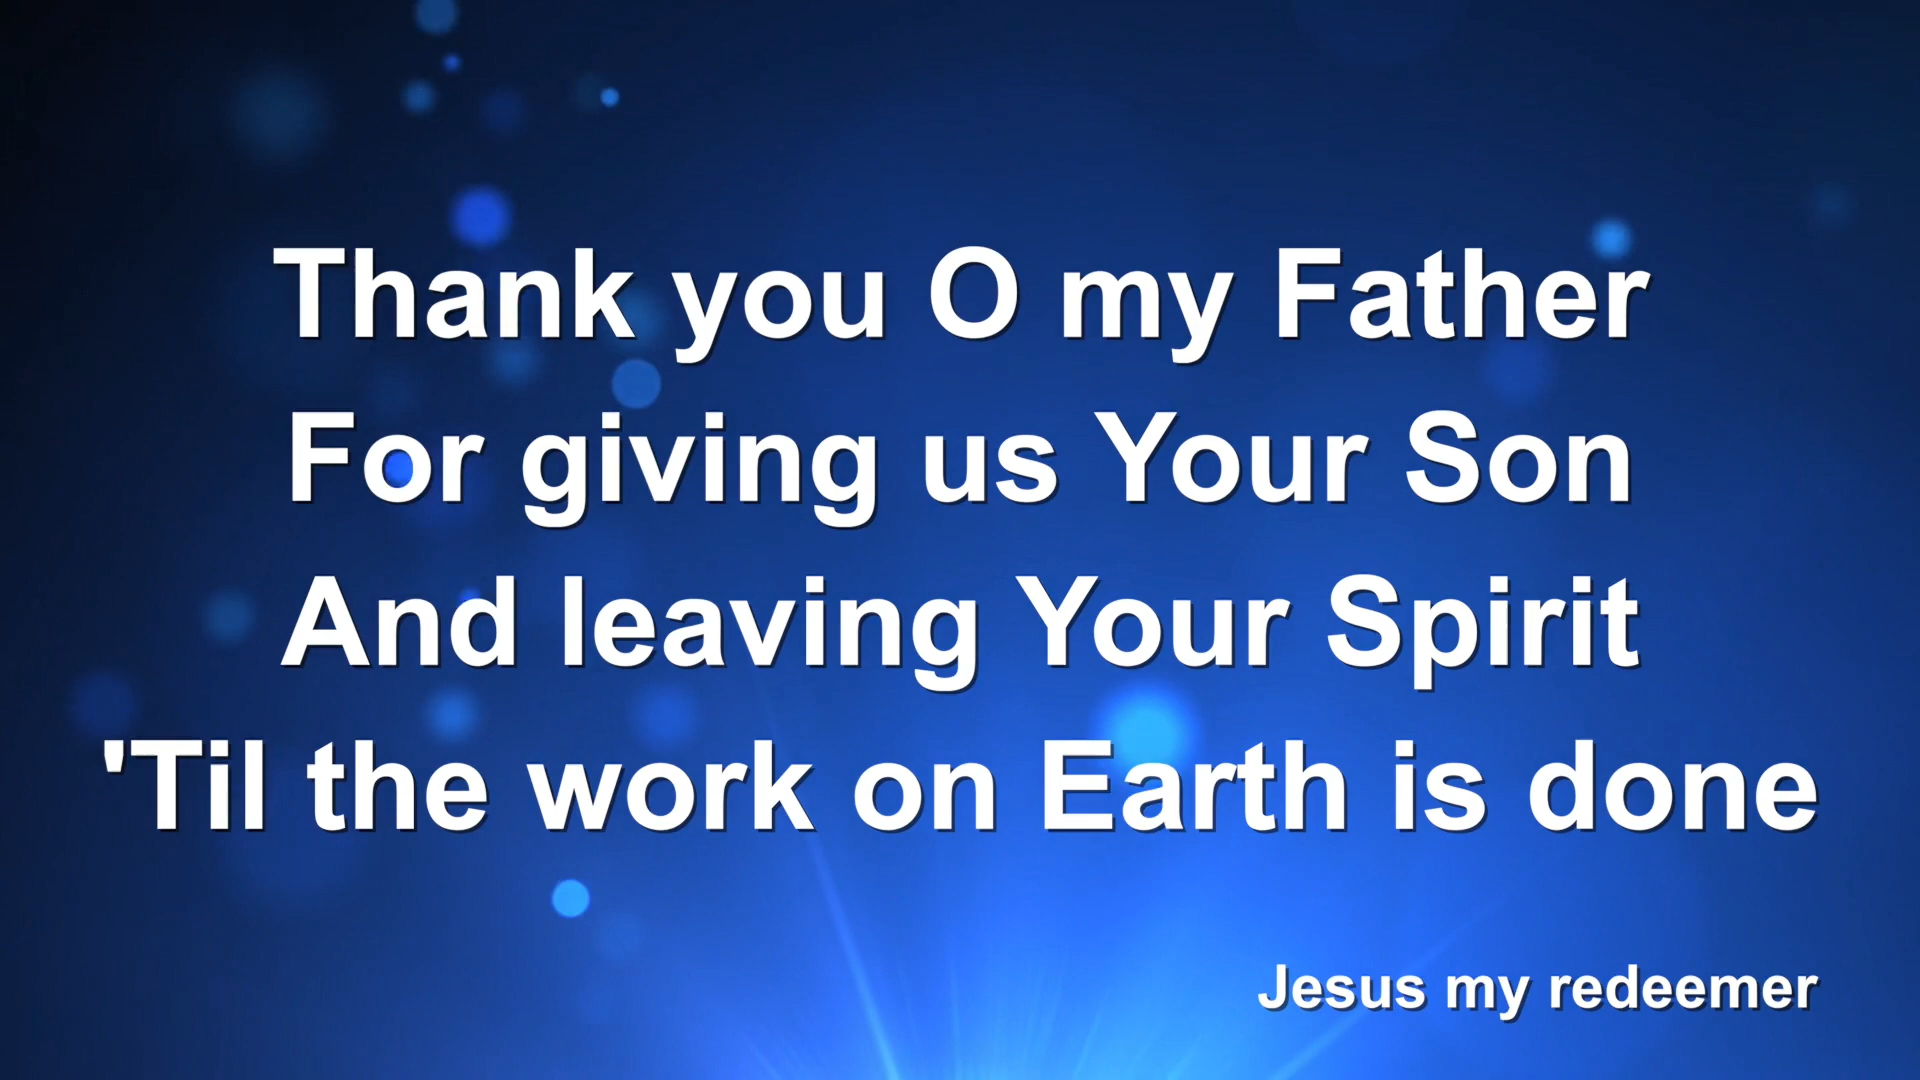 Thank you O my Father
For giving us Your Son
And leaving Your Spirit
'Til the work on Earth is done
Jesus my redeemer